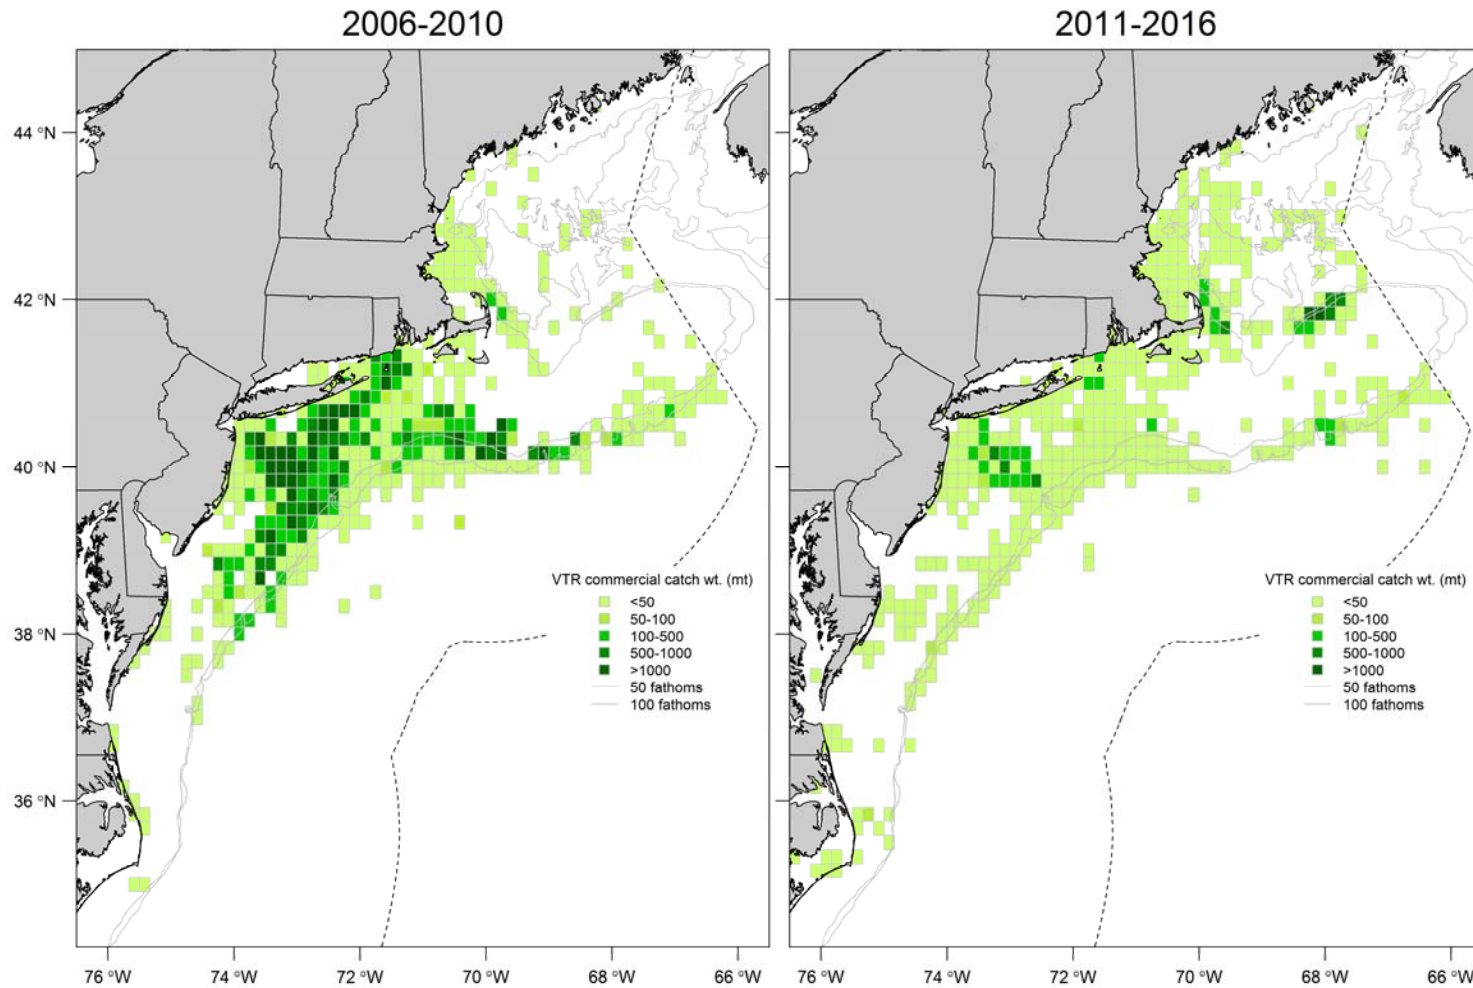 2006-2010
2011-2016
44 °N
42 °N
40 °N
38 °N
36 °N
VTR commercial catch wt. (mt)
<50
50-100
100-500
500-1000
>1000
50 fathoms
100 fathoms
VTR commercial catch wt. (mt)
<50
50-100
100-500
500-1000
>1000
50 fathoms
100 fathoms
76 °W
74 °W
72 °W
70 °W
68 °W
66 °W
76 °W
74 °W
72 °W
70 °W
68 °W
66 °W